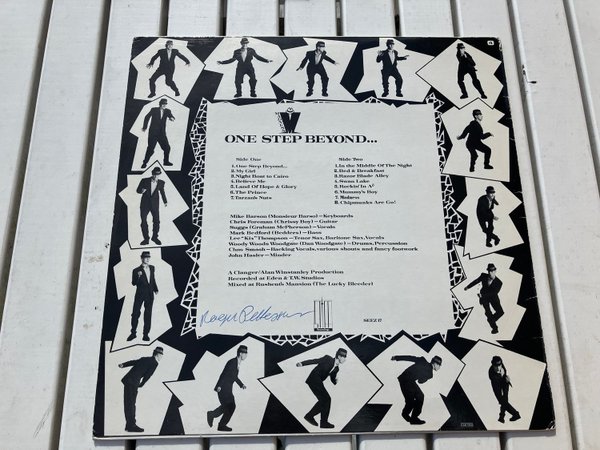 ONE STEP BEYOND...
Side One
1.One Step Beyond...
2.My Girl
3.Night Boat to Cairo
4.Believe Me
5.Land Of Hope & Glory
6.The Prince
7.Tarzans Nuts
Side Two
1.In the Middle Of The Night
2.Bed & Breakfast
3.Razor Blade Alley
4.Swan Lake
5.Rockin' In A♭
6.Mummy's Boy
7.Madness
8.Chipmunks Are Go!
Mike Barson (Monsieur Barso)—Keyboards
Chris Foreman (Chrissy Boy)—Guitar
Suggs (Graham McPherson)—Vocals
Mark Bedford (Bedders)—Bass
Lee "Kix" Thompson—Tenor Sax, Baritone Sax, Vocals
Woody Woods Woodgate (Dan Woodgate)—Drums, Percussion
Chas Smash—Backing Vocals, various shouts and fancy footwork
John Hasler—Minder
A Clanger/Alan Winstanley Production
Recorded at Eden & T.W. Studios
Mixed at Rushent's Mansion (The Lucky Bleeder)
SEEZ 17